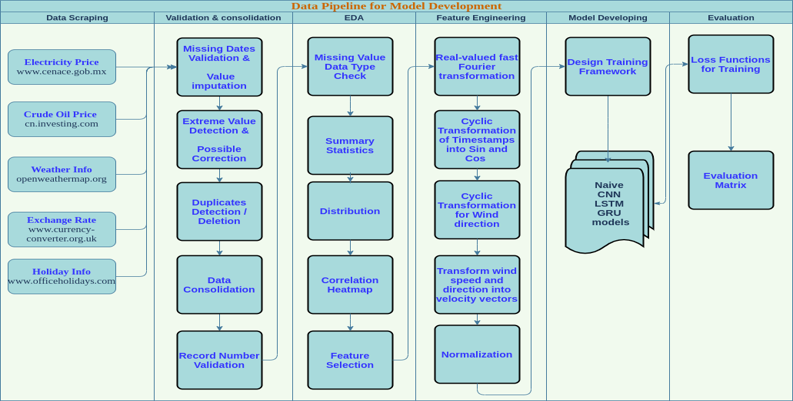 Data Pipeline for Model Development
Data Scraping
Validation & consolidation
EDA
Feature Engineering
Model Developing
Evaluation
Electricity Price
www.cenace.gob.mx
Crude Oil Price
cn.investing.com
Weather Info
openweathermap.org
Exchange Rate
www.currency-
converter.org.uk
Holiday Info
www.officeholidays.com
Missing Dates
Validation &
Value
imputation
Extreme Value
Detection &
Possible
Correction
Duplicates
Detection /
Deletion
Data
Consolidation
Record Number
Validation
Missing Value
Data Type
Check
Summary
Statistics
Distribution
Correlation
Heatmap
Feature
Selection
Real-valued fast
Fourier
transformation
Cyclic
Transformation
of Timestamps
into Sin and
Cos
Cyclic
Transformation
for Wind
direction
Transform wind
speed and
direction into
velocity vectors
Normalization
Design Training
Framework
Naive
CNN
LSTM
GRU
models
Loss Functions
for Training
Evaluation
Matrix